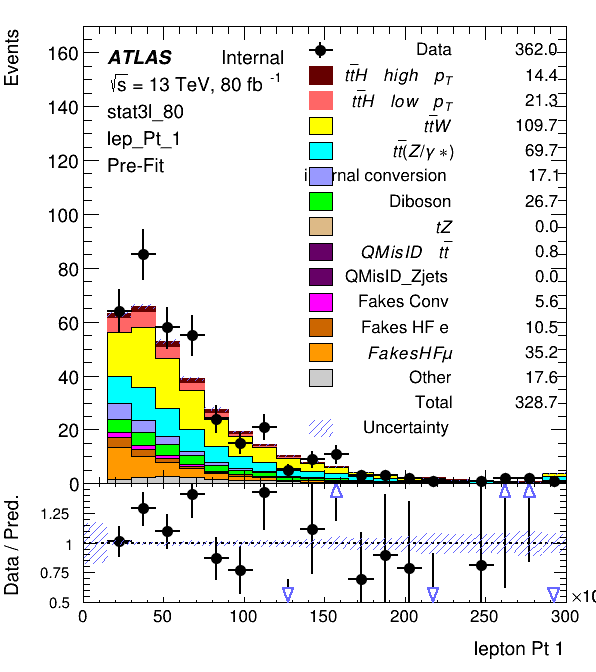 Events
160
140
120
100
80
60
40
20
0
ATLAS Internal
√s = 13 TeV, 80 fb -1
stat3l_80
lep_Pt_1
Pre-Fit
Data 362.0
tt̄H high p_T 14.4
tt̄H low p_T 21.3
tt̄W 109.7
tt̄(Z/γ*) 69.7
internal conversion 17.1
Diboson 26.7
tZ 0.0
QMisID tt̄ 0.8
QMisID_Zjets 0.0
Fakes Conv 5.6
Fakes HF e 10.5
FakesHFμ 35.2
Other 17.6
Total 328.7
Uncertainty
Data / Pred.
1.25
1
0.75
0.5
0 50 100 150 200 250 300
×10
lepton Pt 1